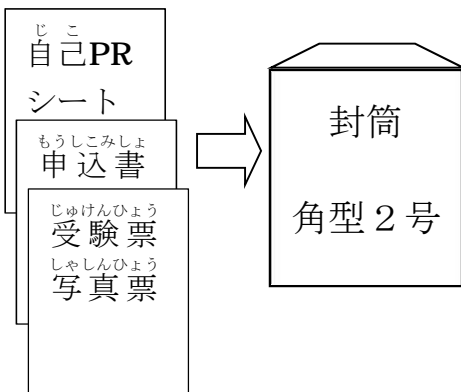 じこ
自己PR
シート
もうしこみしょ
申込書
じゅけんひょう
受験票
しゃしんひょう
写真票
封筒
角型２号